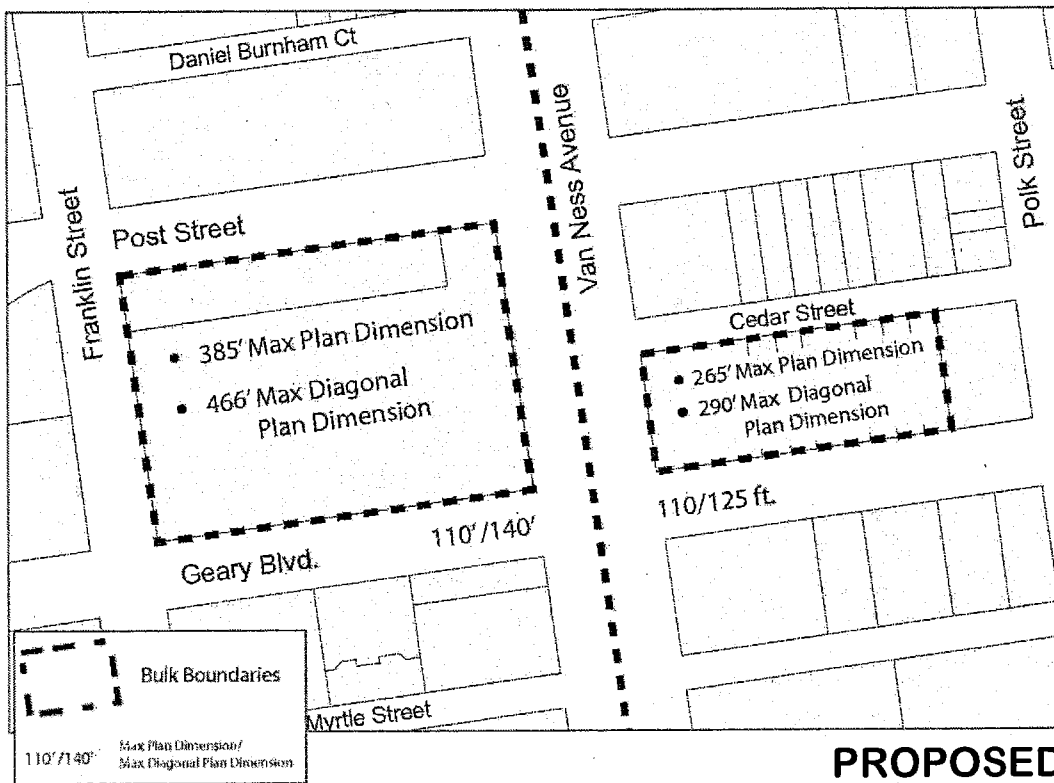 Daniel Burnham Ct
Franklin Street
Post Street
Van Ness Avenue
Polk Street
• 385' Max Plan Dimension
• 466' Max Diagonal
Plan Dimension
Cedar Street
• 265' Max Plan Dimension
• 290' Max Diagonal
Plan Dimension
110'/140'
110/125 ft.
Geary Blvd.
Myrtle Street
Bulk Boundaries
110'/140' Max Plan Dimension/
Max Diagonal Plan Dimension
PROPOSED